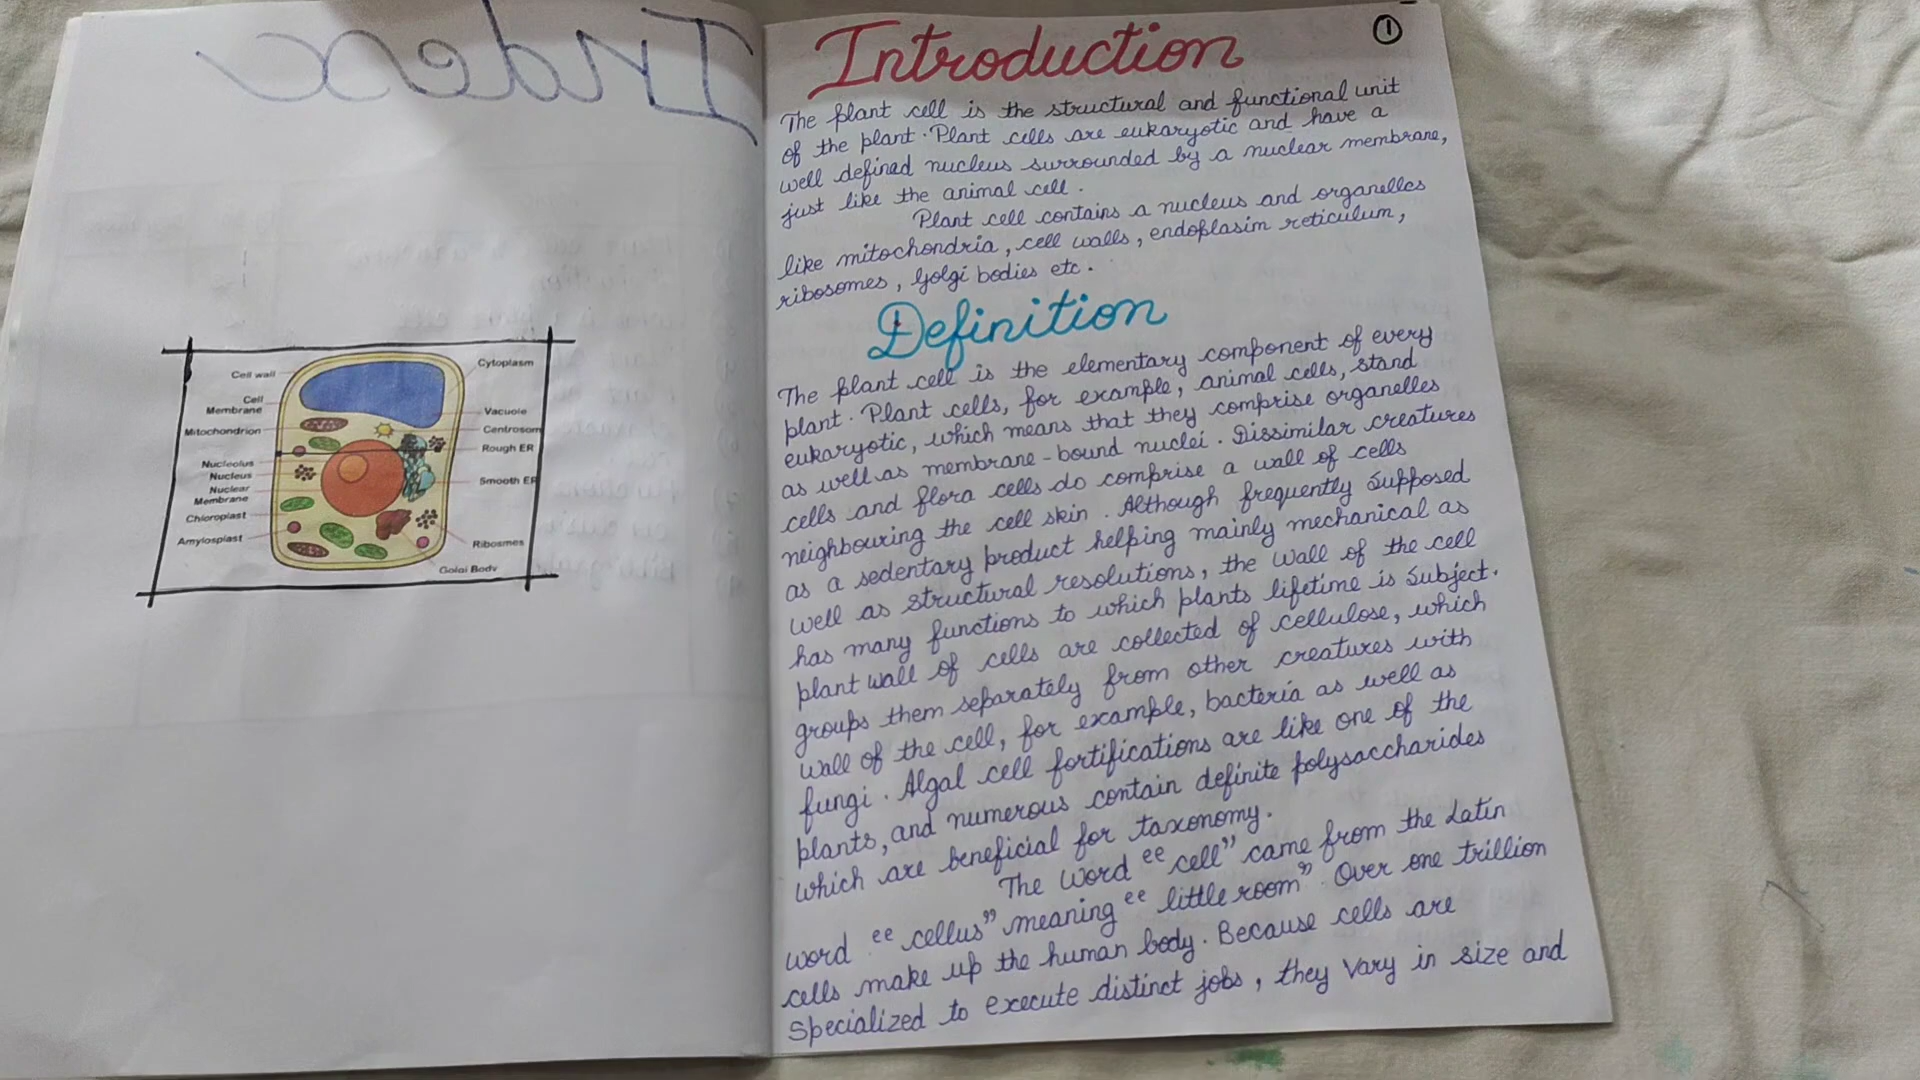 Index
Cell wall
Cell
Membrane
Mitochondrion
Nucleolus
Nucleus
Nuclear
Membrane
Chloroplast
Amylosplast
Cytoplasm
Vacuole
Centrosom
Rough ER
Smooth ER
Ribosmes
Golgi Body
1
Introduction
The plant cell is the structural and functional unit
of the plant. Plant cells are eukaryotic and have a
well defined nucleus surrounded by a nuclear membrane,
just like the animal cell.
Plant cell contains a nucleus and organelles
like mitochondria, cell walls, endoplasim reticulum,
ribosomes, Golgi bodies etc.
Definition
The plant cell is the elementary component of every
plant. Plant cells, for example, animal cells, stand
eukaryotic, which means that they comprise organelles
as well as membrane-bound nuclei. Dissimilar creatures
cells and flora cells do comprise a wall of cells
neighbouring the cell skin. Although frequently supposed
as a sedentary product helping mainly mechanical as
well as structural resolutions, the wall of the cell
has many functions to which plants lifetime is subject.
plant wall of cells are collected of cellulose, which
groups them separately from other creatures with
wall of the cell, for example, bacteria as well as
fungi. Algal cell fortifications are like one of the
plants, and numerous contain definite polysaccharides
which are beneficial for taxonomy.
The word "cell" came from the Latin
word "cellus" meaning "little room". Over one trillion
cells make up the human body. Because cells are
specialized to execute distinct jobs, they vary in size and